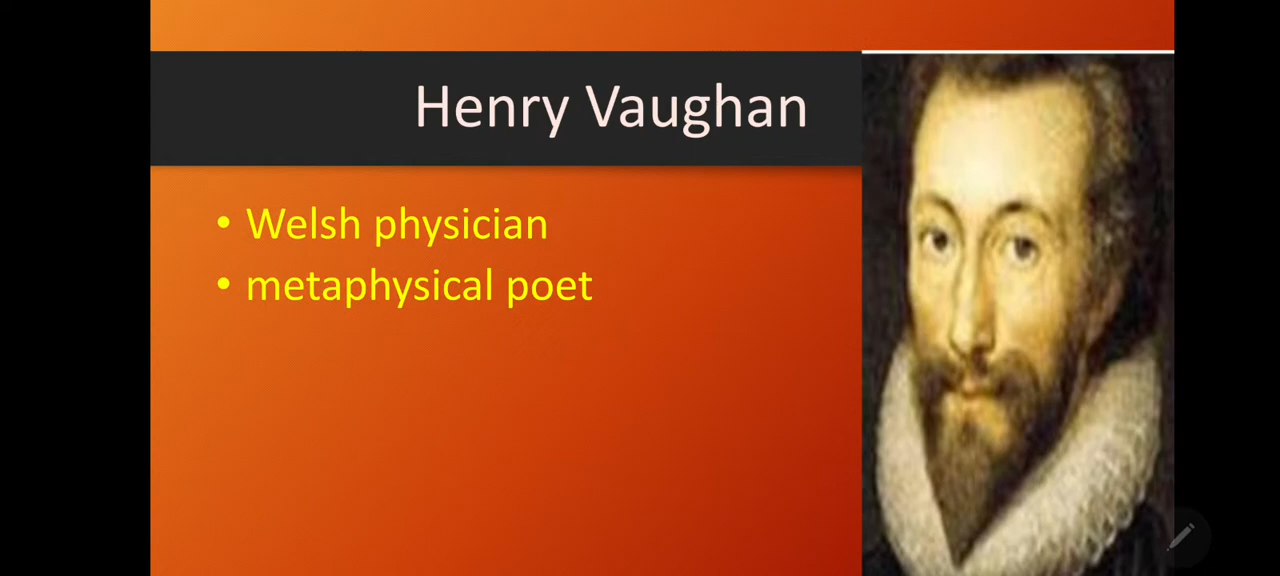 Henry Vaughan
• Welsh physician
• metaphysical poet